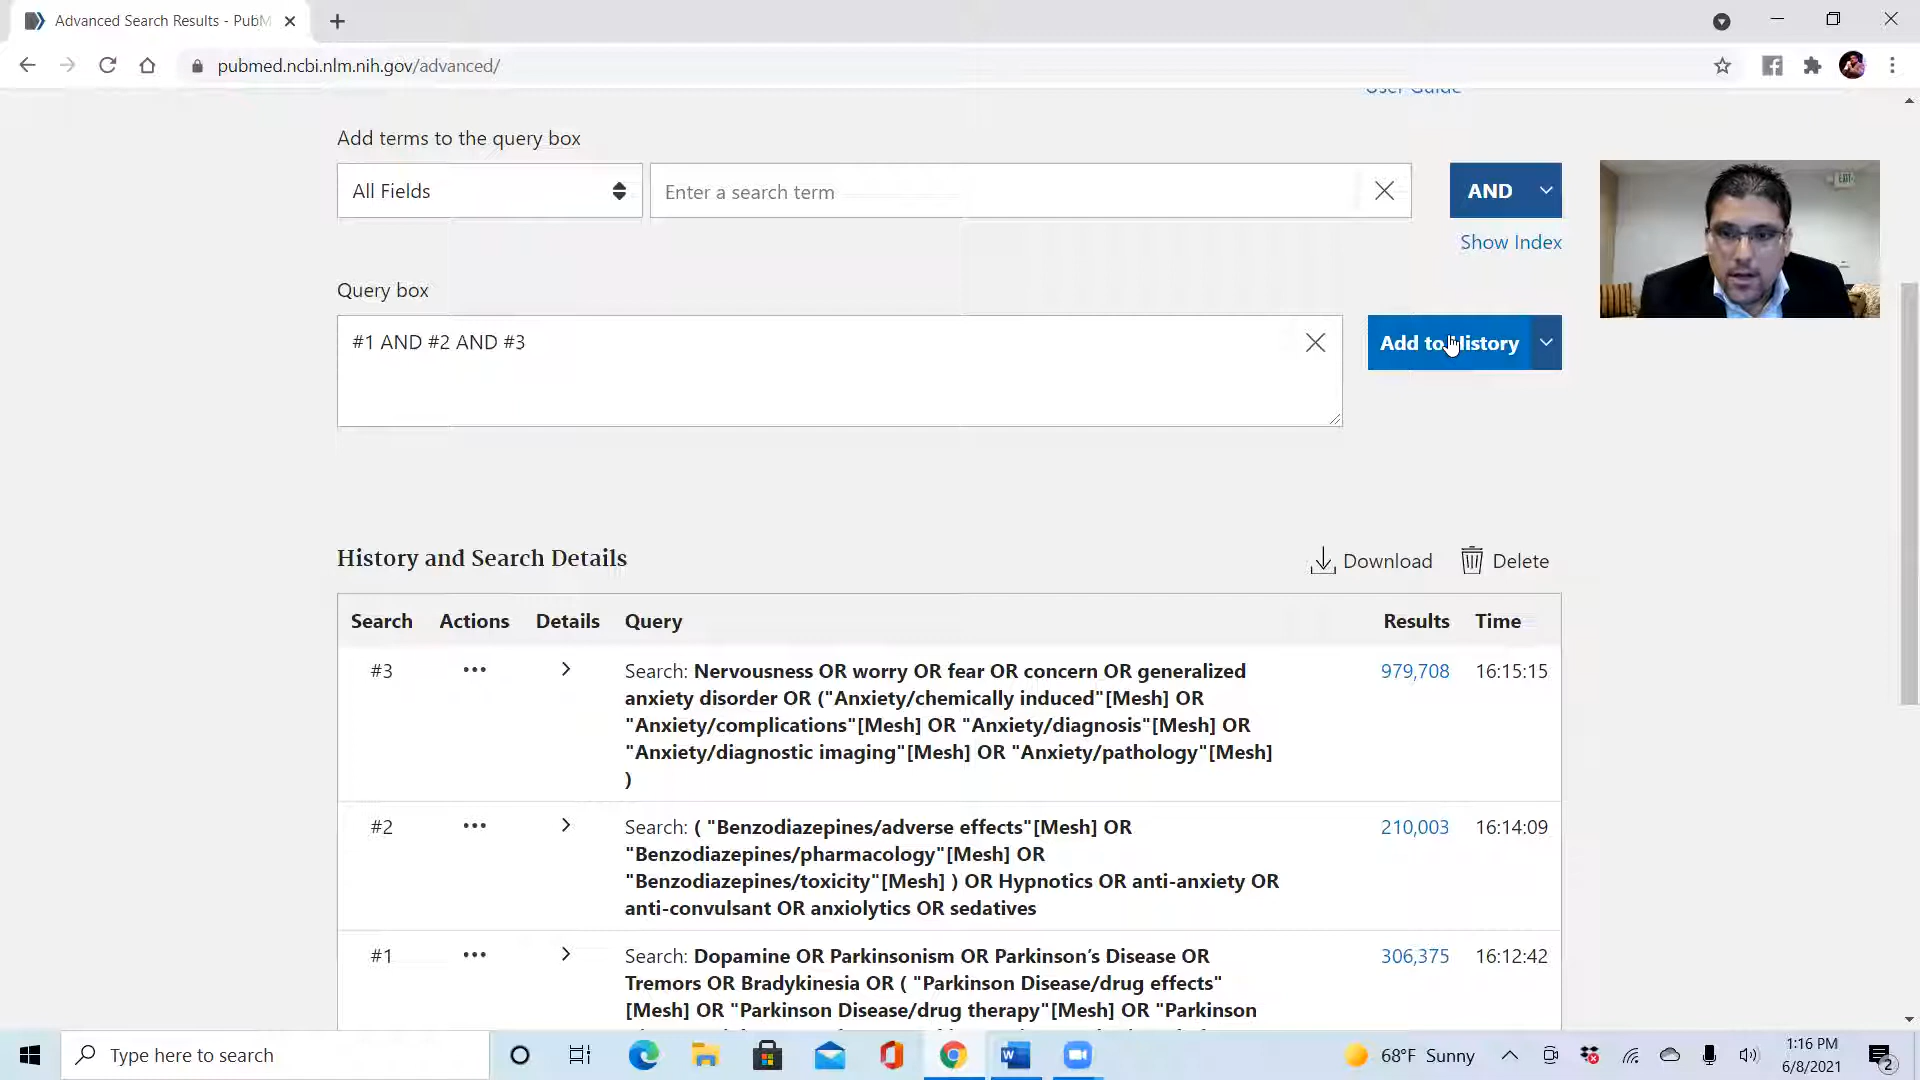 Advanced Search Results - PubM
pubmed.ncbi.nlm.nih.gov/advanced/
User Guide
Add terms to the query box
All Fields
Enter a search term
AND
EXIT
Show Index
Query box
#1 AND #2 AND #3
Add to History
History and Search Details
Download
Delete
Search Actions Details Query Results Time
#3 Search: Nervousness OR worry OR fear OR concern OR generalized 979,708 16:15:15
anxiety disorder OR ("Anxiety/chemically induced"[Mesh] OR
"Anxiety/complications"[Mesh] OR "Anxiety/diagnosis"[Mesh] OR
"Anxiety/diagnostic imaging"[Mesh] OR "Anxiety/pathology"[Mesh]
)
#2 Search: ( "Benzodiazepines/adverse effects"[Mesh] OR 210,003 16:14:09
"Benzodiazepines/pharmacology"[Mesh] OR
"Benzodiazepines/toxicity"[Mesh] ) OR Hypnotics OR anti-anxiety OR
anti-convulsant OR anxiolytics OR sedatives
#1 Search: Dopamine OR Parkinsonism OR Parkinson’s Disease OR 306,375 16:12:42
Tremors OR Bradykinesia OR ( "Parkinson Disease/drug effects"
[Mesh] OR "Parkinson Disease/drug therapy"[Mesh] OR "Parkinson
Type here to search
68°F Sunny
1:16 PM
6/8/2021
2